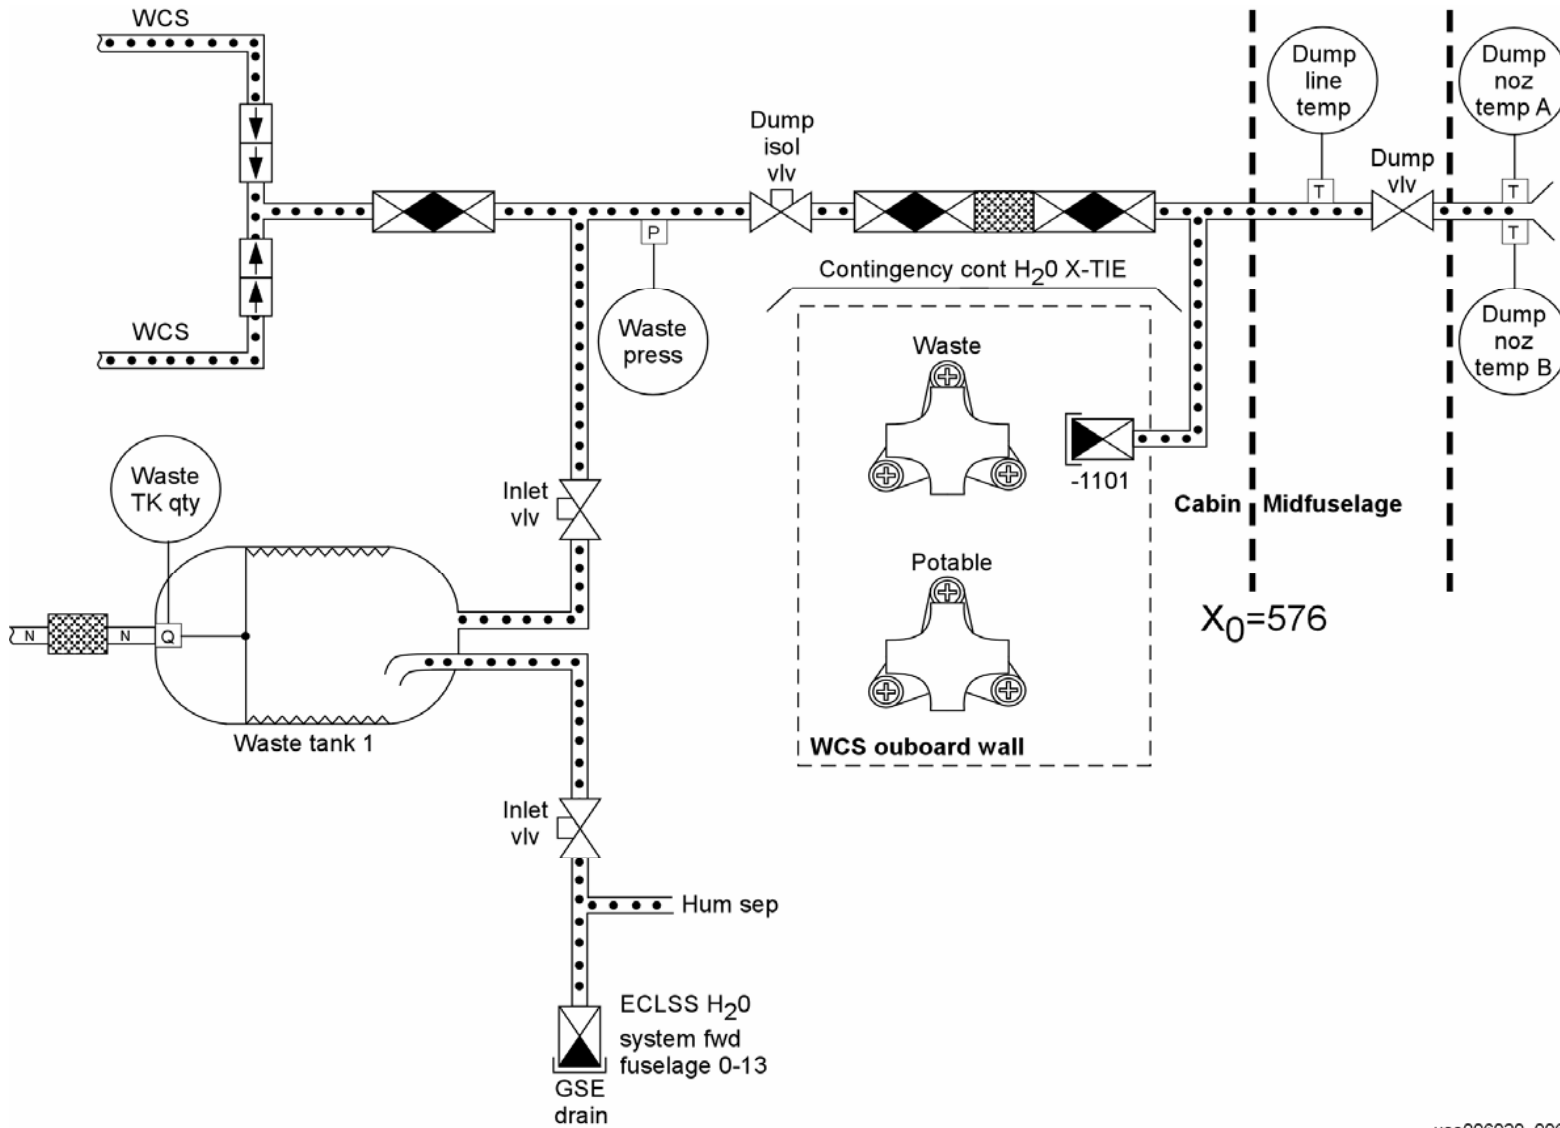 WCS
Dump
line
temp
Dump
noz
temp A
Dump
isol
vlv
Dump
vlv
T
T
P
T
WCS
Contingency cont H20 X-TIE
Waste
press
Dump
noz
temp B
Waste
Waste
TK qty
Inlet
vlv
-1101
Cabin
Midfuselage
Potable
X0=576
N
N
Q
Waste tank 1
WCS ouboard wall
Inlet
vlv
Hum sep
ECLSS H20
system fwd
fuselage 0-13
GSE
drain